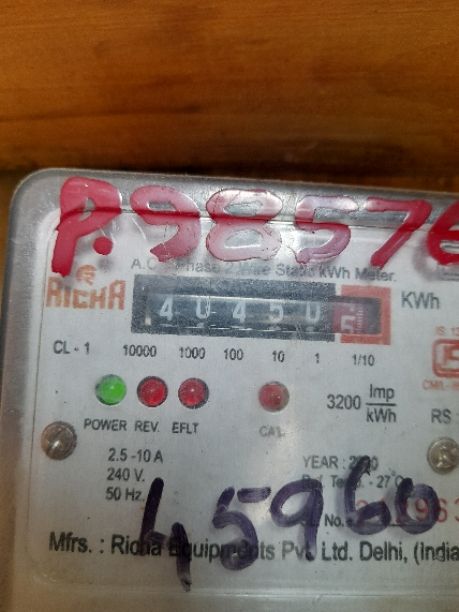 P.98576
A.C. Phase 2 Wire Static kWh Meter.
RICHA
40450 5
KWh
CL - 1 10000 1000 100 10 1 1/10
3200 Imp/kWh
POWER REV. EFLT CAL.
RS :
2.5 -10 A
240 V.
50 Hz.
YEAR :
45960
Mfrs. : Richa Equipments Pvt. Ltd. Delhi, (India